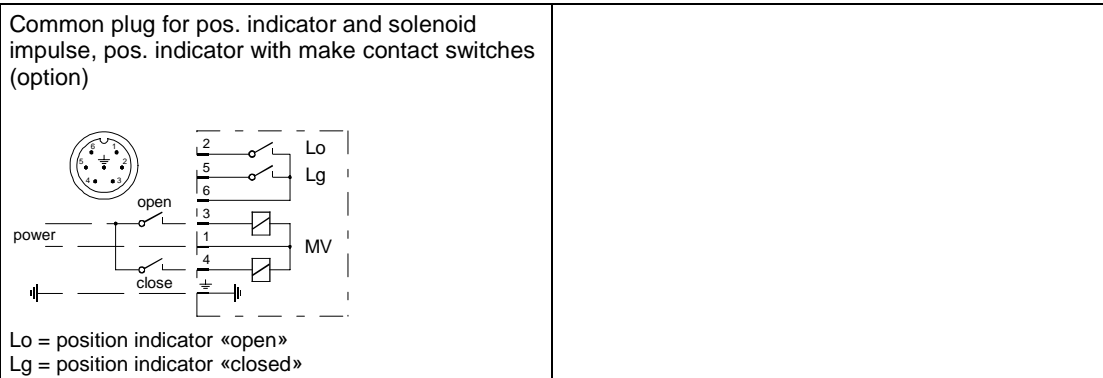 Common plug for pos. indicator and solenoid
impulse, pos. indicator with make contact switches
(option)
6 1
5 2
4 3
2 Lo
5 Lg
6
open
3
power
1 MV
4
close
Lo = position indicator «open»
Lg = position indicator «closed»